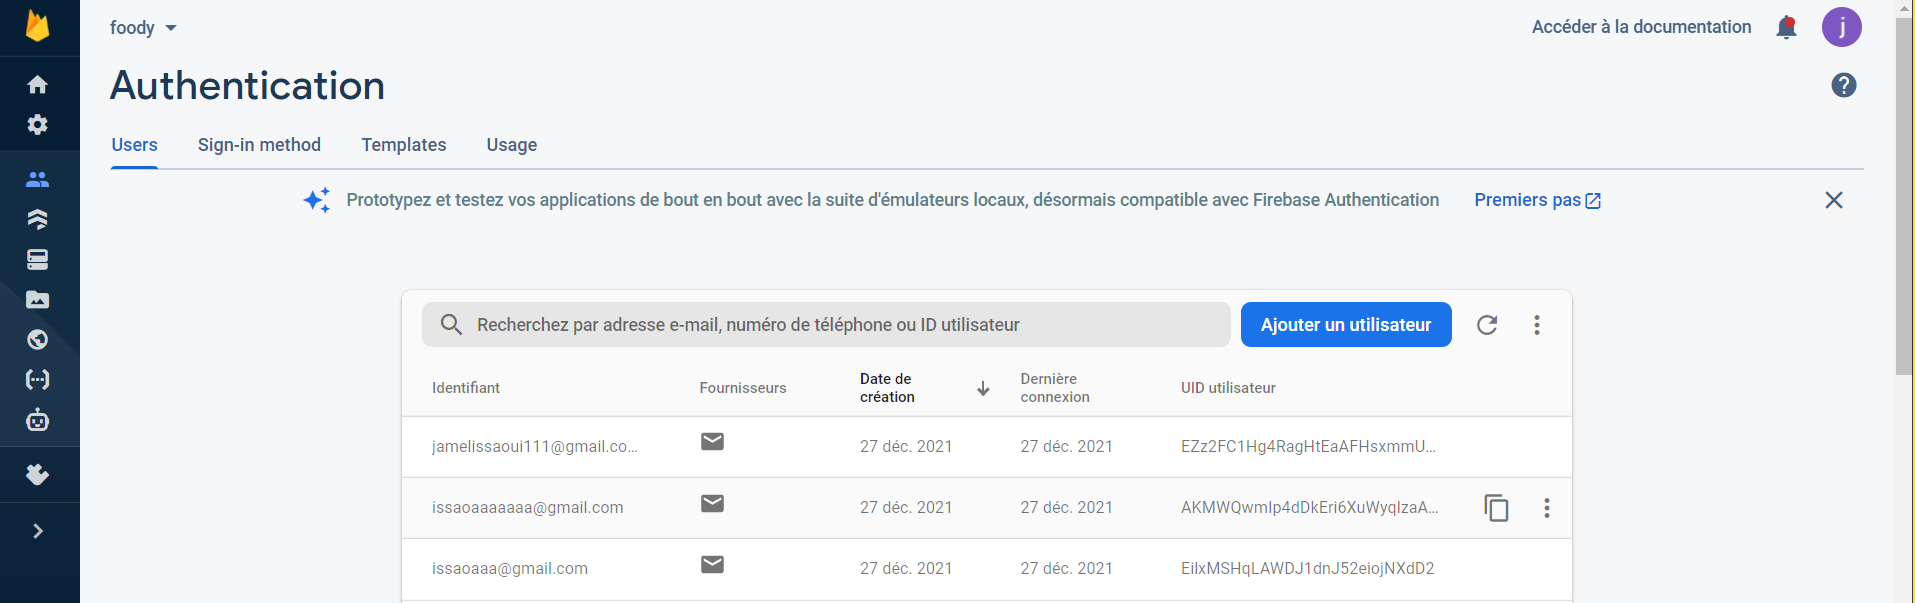 foody
Accéder à la documentation
j
Authentication
?
Users Sign-in method Templates Usage
Prototypez et testez vos applications de bout en bout avec la suite d'émulateurs locaux, désormais compatible avec Firebase Authentication Premiers pas
Recherchez par adresse e-mail, numéro de téléphone ou ID utilisateur Ajouter un utilisateur
Identifiant Fournisseurs Date de création Dernière connexion UID utilisateur
jamelissaoui111@gmail.co... 27 déc. 2021 27 déc. 2021 EZz2FC1Hg4RagHtEaAFHsxmmU...
issaoaaaaaaa@gmail.com 27 déc. 2021 27 déc. 2021 AKMWQwmIp4dDkEri6XuWyqIzaA...
issaoaaa@gmail.com 27 déc. 2021 27 déc. 2021 EiIxMSHqLAWDJ1dnJ52eiojNXdD2